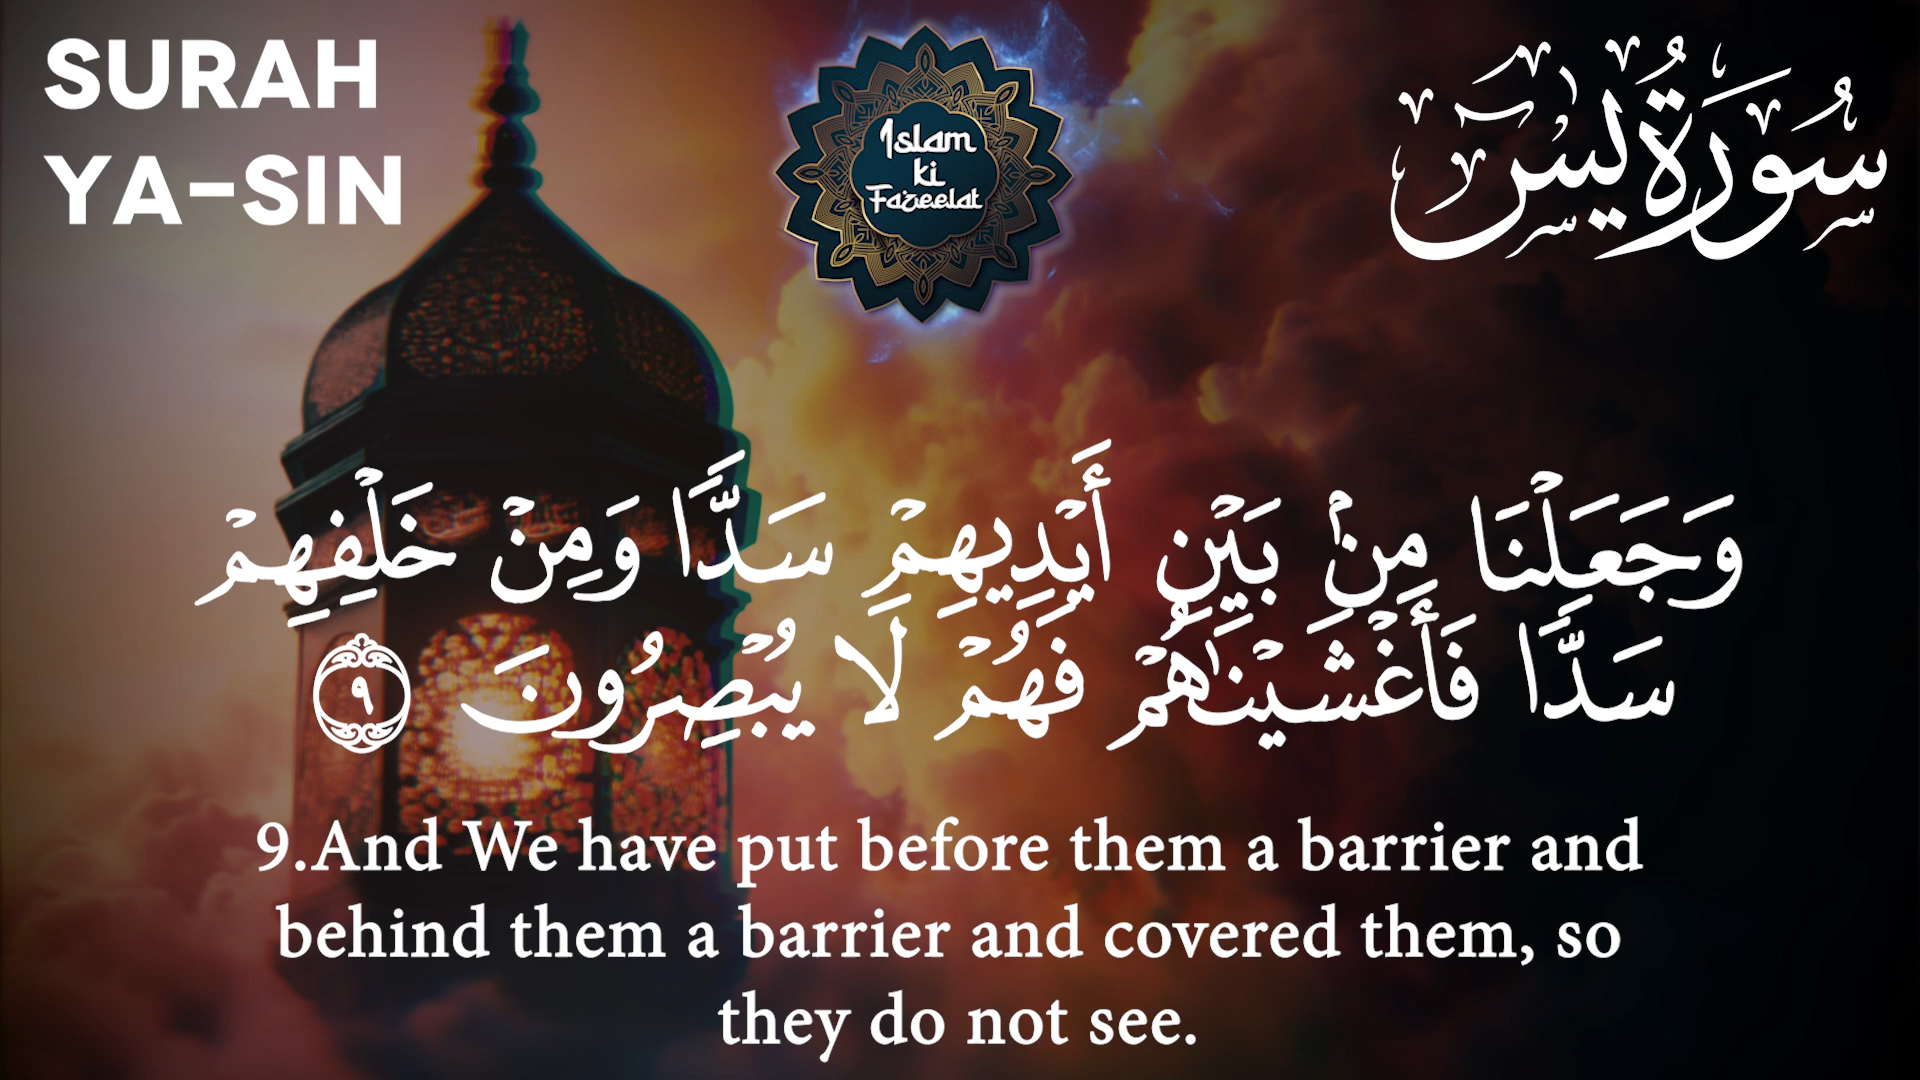 SURAH
YA-SIN
Islam
ki
Fazeelat
سُورَةُ يسٓ
وَجَعَلْنَا مِنۢ بَيْنِ أَيْدِيهِمْ سَدًّا وَمِنْ خَلْفِهِمْ
سَدًّا فَأَغْشَيْنَـٰهُمْ فَهُمْ لَا يُبْصِرُونَ ٩
9.And We have put before them a barrier and
behind them a barrier and covered them, so
they do not see.